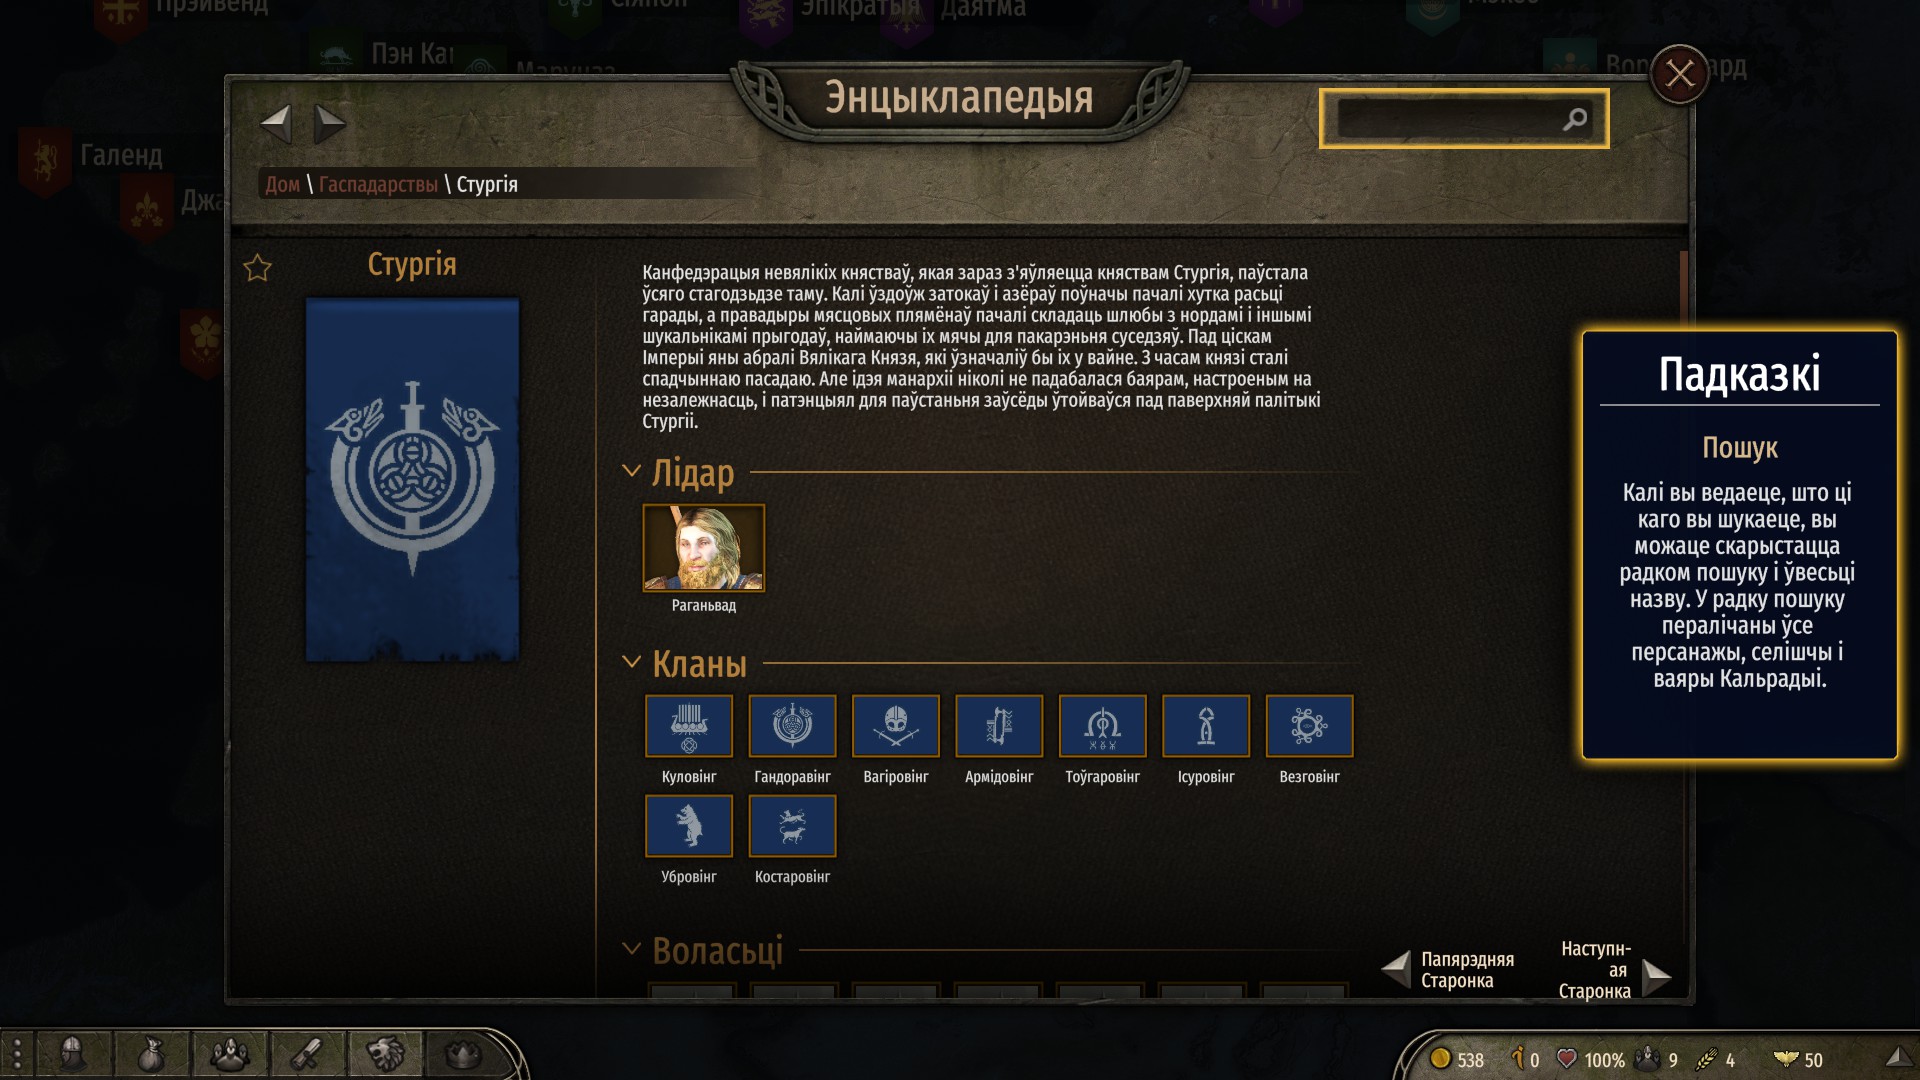 Прэйвенд
Эпікратыя
Даятма
Пэн Кан
Галенд
Джа
Энцыклапедыя
Дом \ Гаспадарствы \ Стургія
Стургія
Канфедэрацыя невялікіх княстваў, якая зараз з'яўляецца княствам Стургія, паўстала
ўсяго стагодзьдзе таму. Калі ўздоўж затокаў і азёраў поўначы пачалі хутка расьці
гарады, а правадыры мясцовых плямёнаў пачалі складаць шлюбы з нордамі і іншымі
шукальнікамі прыгодаў, наймаючы іх мячы для пакарэньня суседзяў. Пад ціскам
Імперыі яны абралі Вялікага Князя, які ўзначаліў бы іх у вайне. З часам князі сталі
спадчыннаю пасадаю. Але ідэя манархіі ніколі не падабалася баярам, настроеным на
незалежнасць, і патэнцыял для паўстаньня заўсёды ўтойваўся пад паверхняй палітыкі
Стургіі.
Лідар
Раганьвад
Кланы
Куловінг
Гандоравінг
Вагіровінг
Армідовінг
Тоўгаровінг
Ісуровінг
Везговінг
Убровінг
Костаровінг
Воласьці
Папярэдняя
Старонка
Наступн-
ая
Старонка
Падказкі
Пошук
Калі вы ведаеце, што ці
каго вы шукаеце, вы
можаце скарыстацца
радком пошуку і ўвесьці
назву. У радку пошуку
пералічаны ўсе
персанажы, селішчы і
ваяры Кальрадыі.
538
0
100%
9
4
50